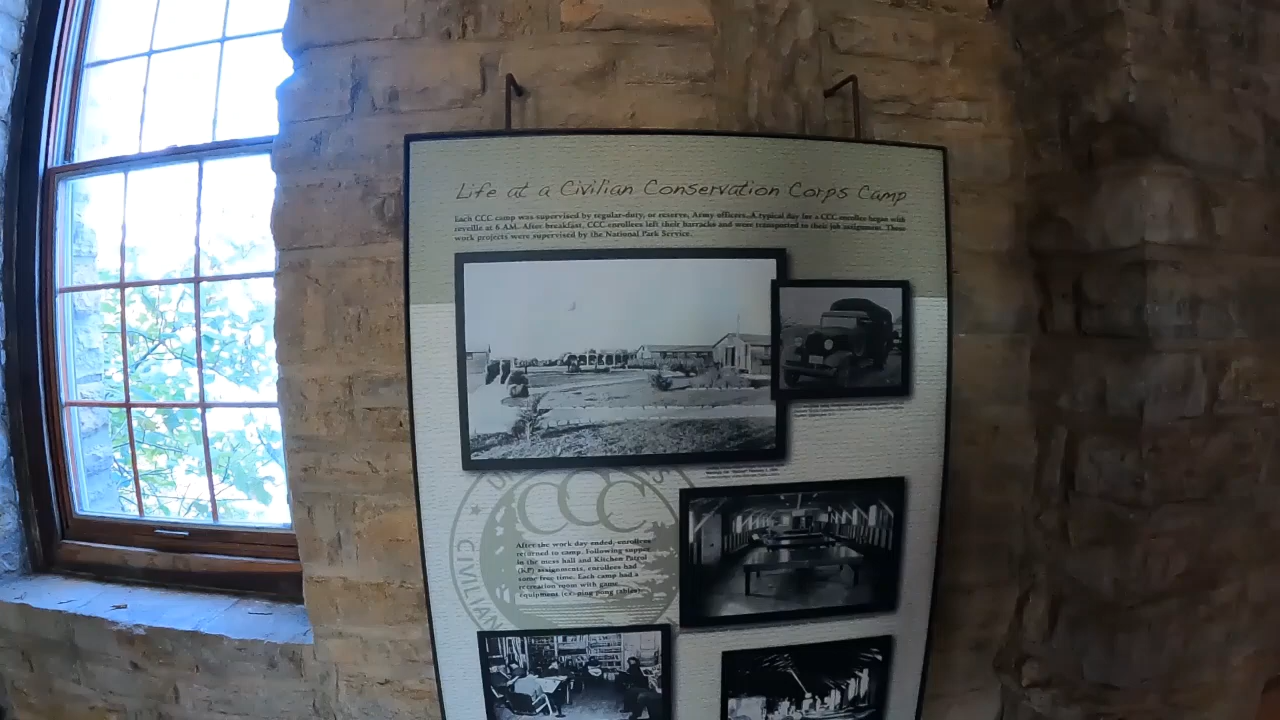 Life at a Civilian Conservation Corps Camp
Each CCC camp was supervised by regular-duty, or reserve, Army officers. A typical day for a CCC enrollee began with
reveille at 6 A.M. After breakfast, CCC enrollees left their barracks and were transported to their job assignment. These
work projects were supervised by the National Park Service.
CCC
CIVILIAN
After the work day ended, enrollees
returned to camp. Following supper
in the mess hall and Kitchen Patrol
(KP) assignments, enrollees had
some free time. Each camp had a
recreation room with game
equipment (ex. ping pong tables).